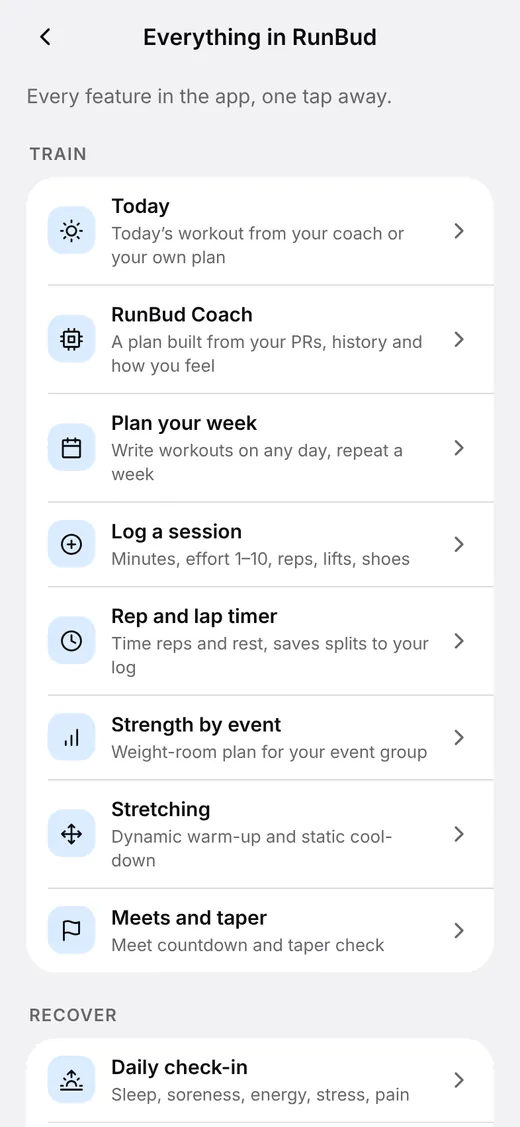 Everything in RunBud
Every feature in the app, one tap away.
TRAIN
Today
Today’s workout from your coach or
your own plan
RunBud Coach
A plan built from your PRs, history and
how you feel
Plan your week
Write workouts on any day, repeat a
week
Log a session
Minutes, effort 1–10, reps, lifts, shoes
Rep and lap timer
Time reps and rest, saves splits to your
log
Strength by event
Weight-room plan for your event group
Stretching
Dynamic warm-up and static cool-
down
Meets and taper
Meet countdown and taper check
RECOVER
Daily check-in
Sleep, soreness, energy, stress, pain